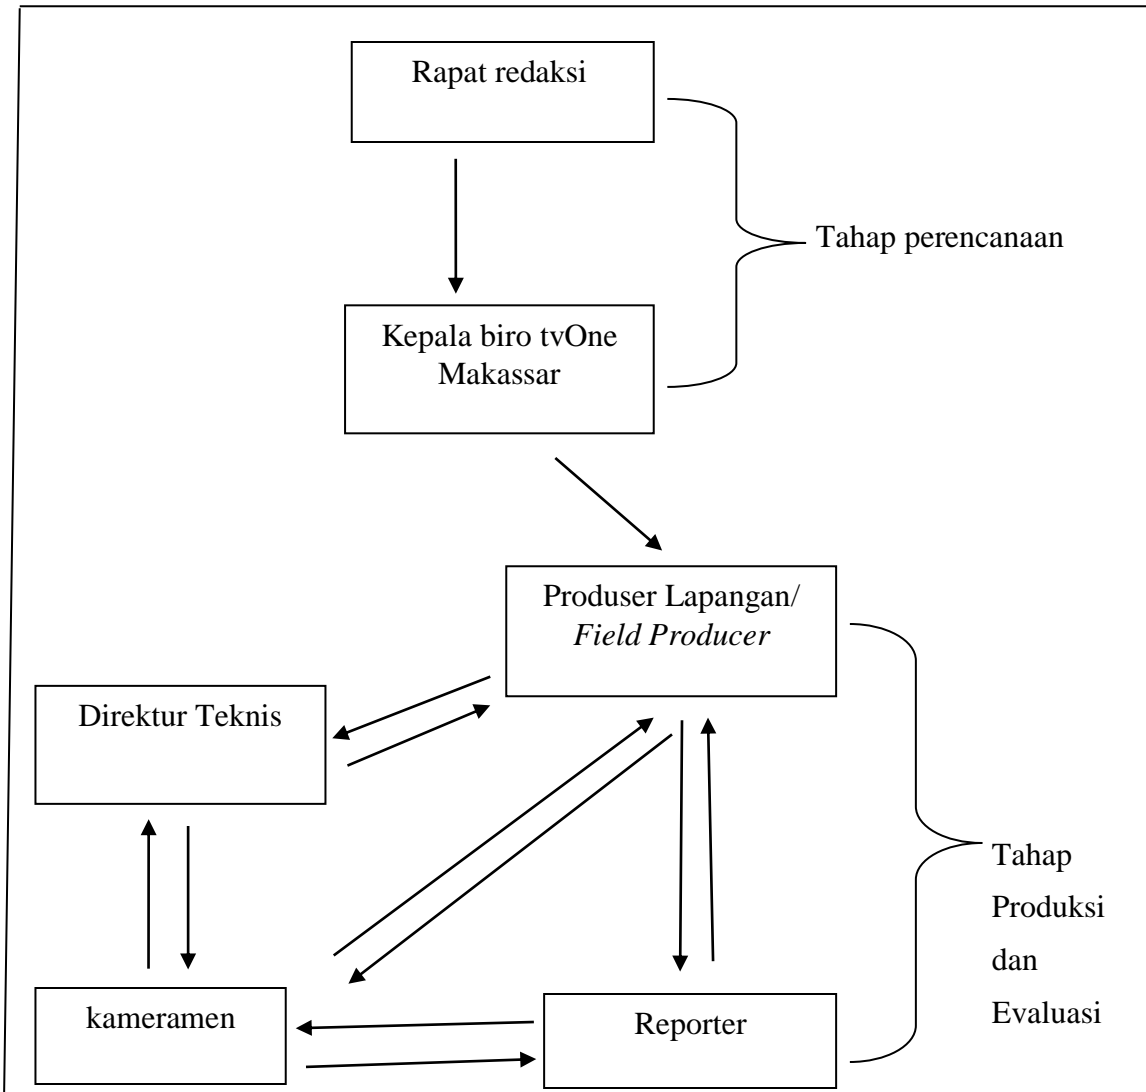 Rapat redaksi
Tahap perencanaan
Kepala biro tvOne
Makassar
Produser Lapangan/
Field Producer
Direktur Teknis
Tahap
Produksi
dan
Evaluasi
kameramen
Reporter